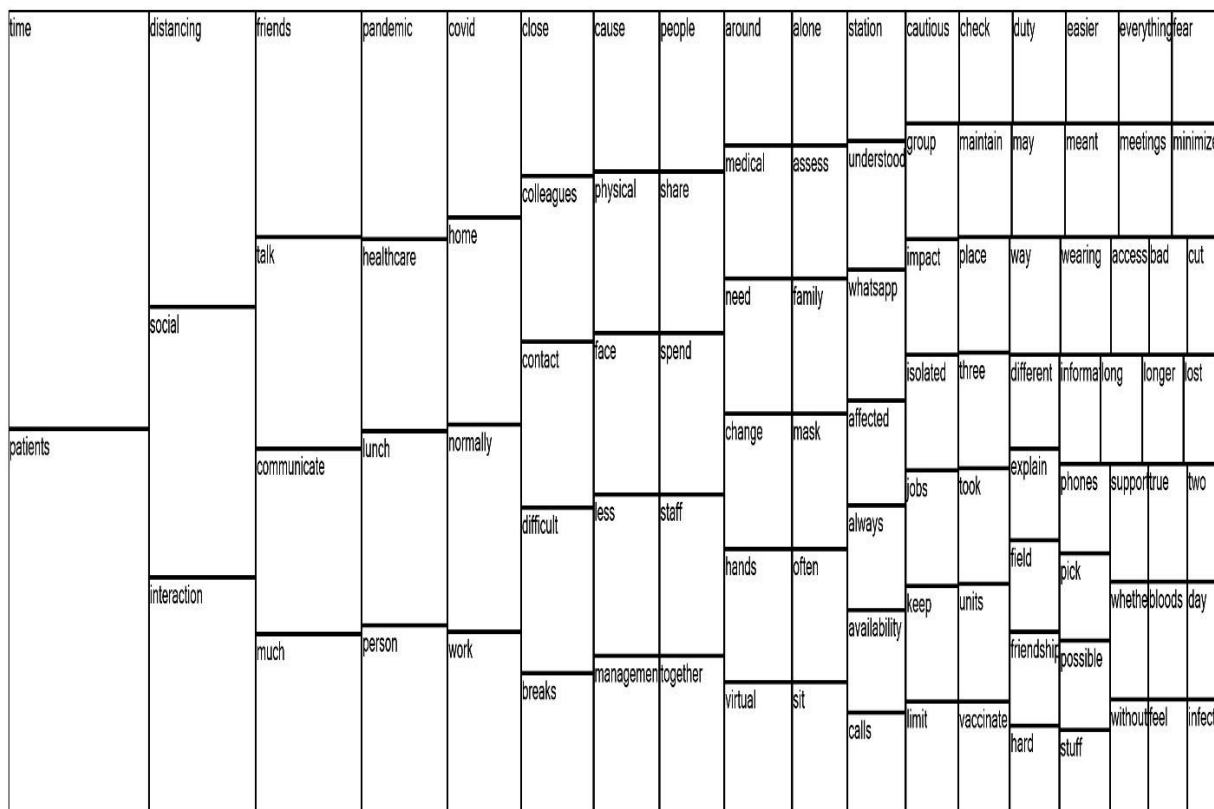 time distancing friends pandemic covid close cause people around alone station cautious check duty easier everything fear
group maintain may meant meetings minimize
understood
medical assess
physical share
colleagues
home
talk healthcare
impact place way wearing access bad cut
whatsapp
need family
social
face spend
contact
isolated three different informat long longer lost
affected
change mask
patients lunch normally
communicate explain
jobs took phones support true two
less staff
difficult always
hands often field
pick
interaction keep units whethe bloods day
availability
much person work friendship possible
management together
breaks virtual sit
calls limit vaccinate without feel infect
hard stuff